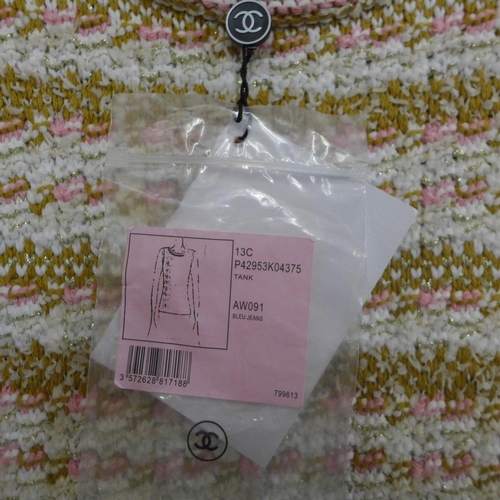 13C
P42953K04375
TANK
AW091
BLEU JEANS
3 572628 817188
799613